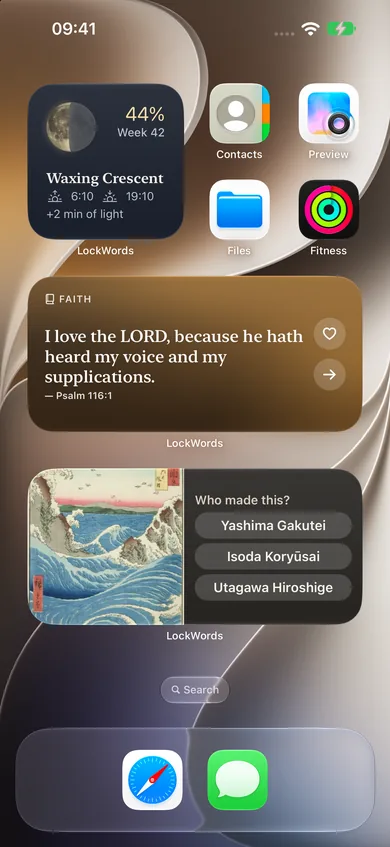 09:41
44%
Week 42
Waxing Crescent
6:10 19:10
+2 min of light
LockWords
Contacts
Preview
Files
Fitness
FAITH
I love the LORD, because he hath
heard my voice and my
supplications.
— Psalm 116:1
LockWords
Who made this?
Yashima Gakutei
Isoda Koryūsai
Utagawa Hiroshige
LockWords
Search